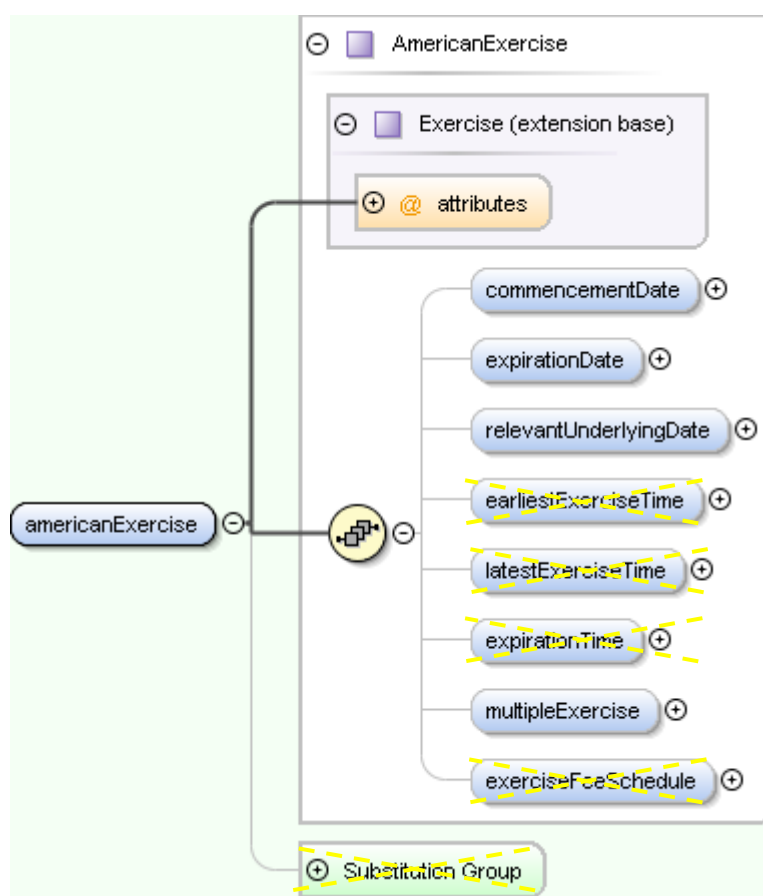 AmericanExercise
Exercise (extension base)
@ attributes
commencementDate
expirationDate
relevantUnderlyingDate
earliestExerciseTime
americanExercise
latestExerciseTime
expirationTime
multipleExercise
exerciseFeeSchedule
Substitution Group